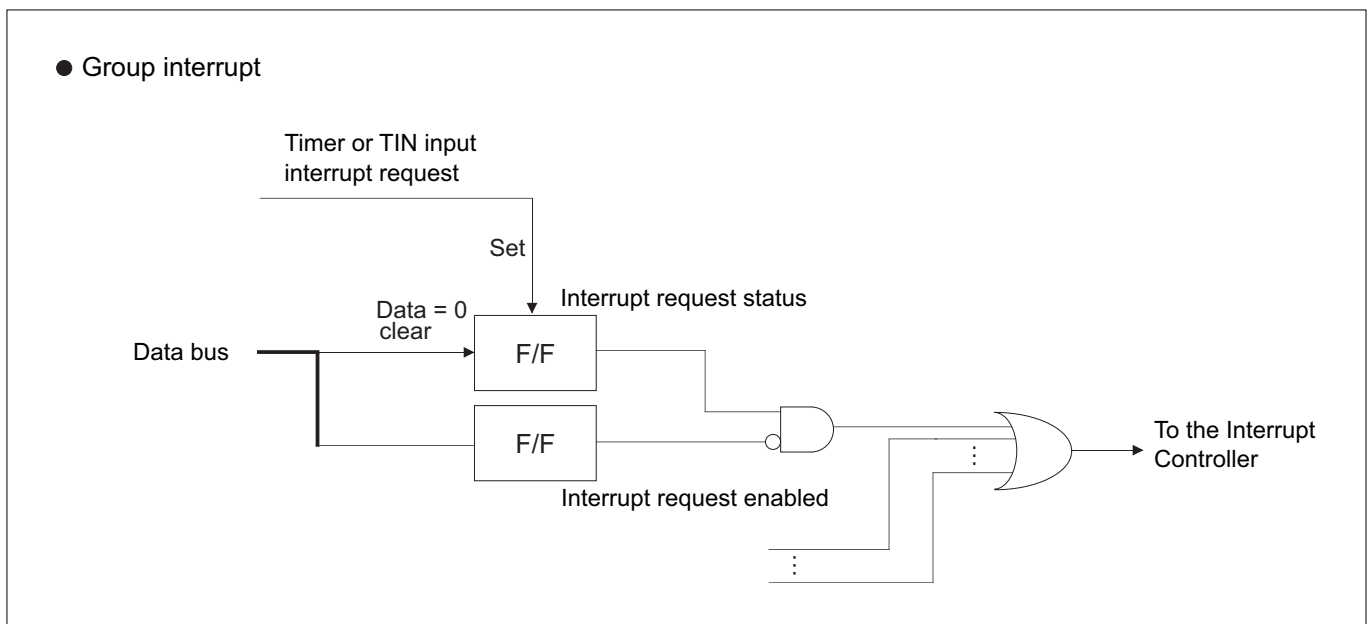 ● Group interrupt
Timer or TIN input
interrupt request
Set
Data = 0
clear
Interrupt request status
Data bus
F/F
F/F
Interrupt request enabled
To the Interrupt
Controller